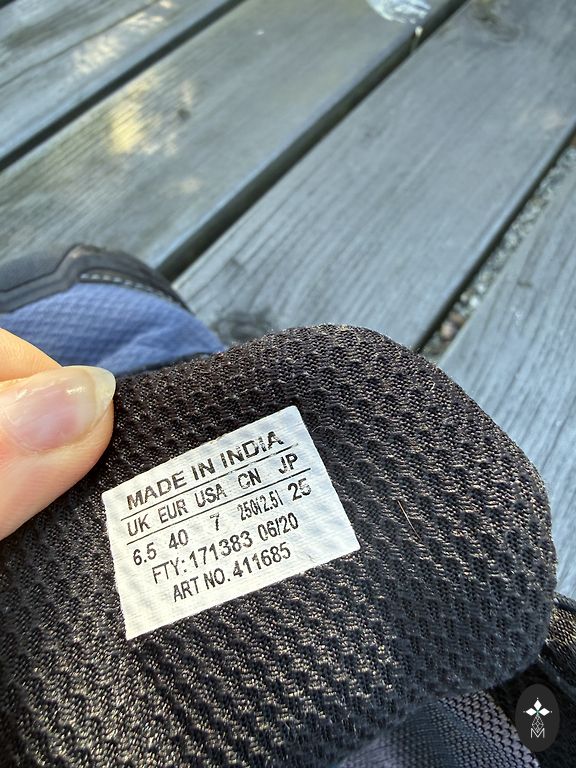 MADE IN INDIA
UK EUR USA CN JP
6.5 40 7 250(2.5) 25
FTY: 171383 06/20
ART NO. 411685
M